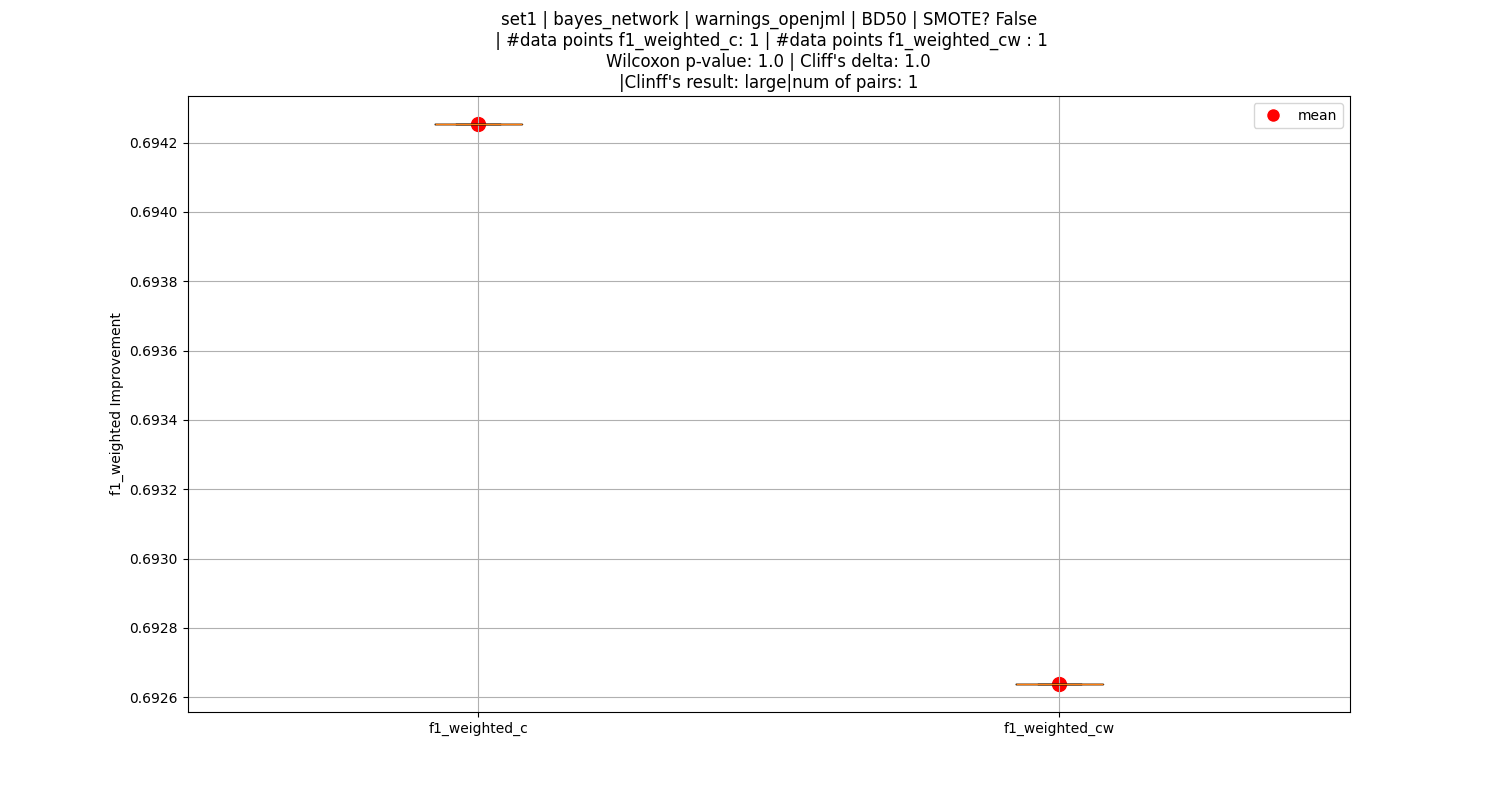 set1 | bayes_network | warnings_openjml | BD50 | SMOTE? False
| #data points f1_weighted_c: 1 | #data points f1_weighted_cw : 1
Wilcoxon p-value: 1.0 | Cliff's delta: 1.0
|Clinff's result: large|num of pairs: 1
mean
0.6942
0.6940
0.6938
0.6936
0.6934
0.6932
0.6930
0.6928
0.6926
f1_weighted Improvement
f1_weighted_c
f1_weighted_cw